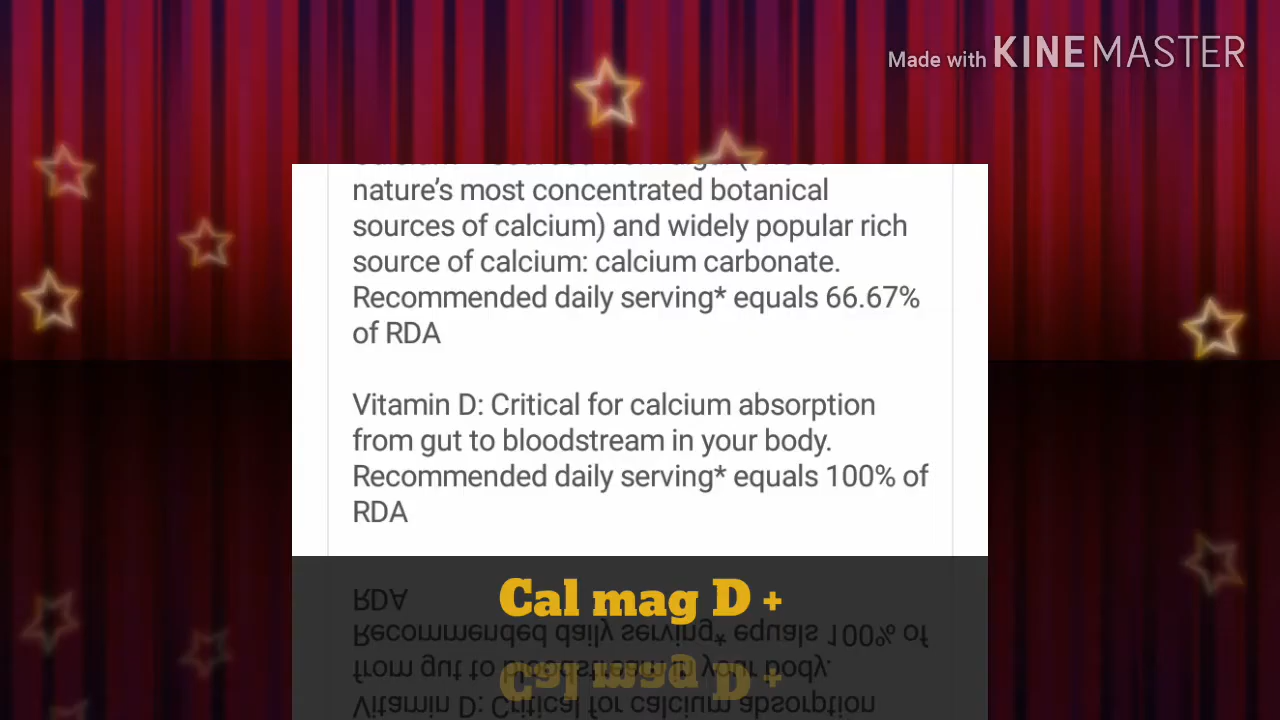 Made with KINEMASTER
nature’s most concentrated botanical
sources of calcium) and widely popular rich
source of calcium: calcium carbonate.
Recommended daily serving* equals 66.67%
of RDA
Vitamin D: Critical for calcium absorption
from gut to bloodstream in your body.
Recommended daily serving* equals 100% of
RDA
Cal mag D +